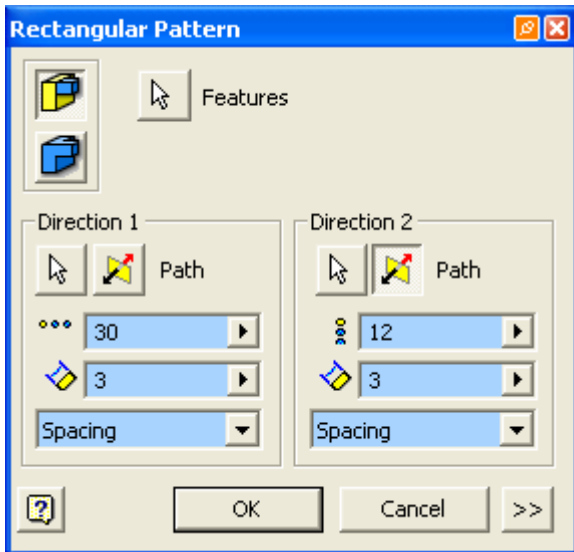 Rectangular Pattern
Features
Direction 1
Path
30
3
Spacing
Direction 2
Path
12
3
Spacing
?
OK
Cancel
>>